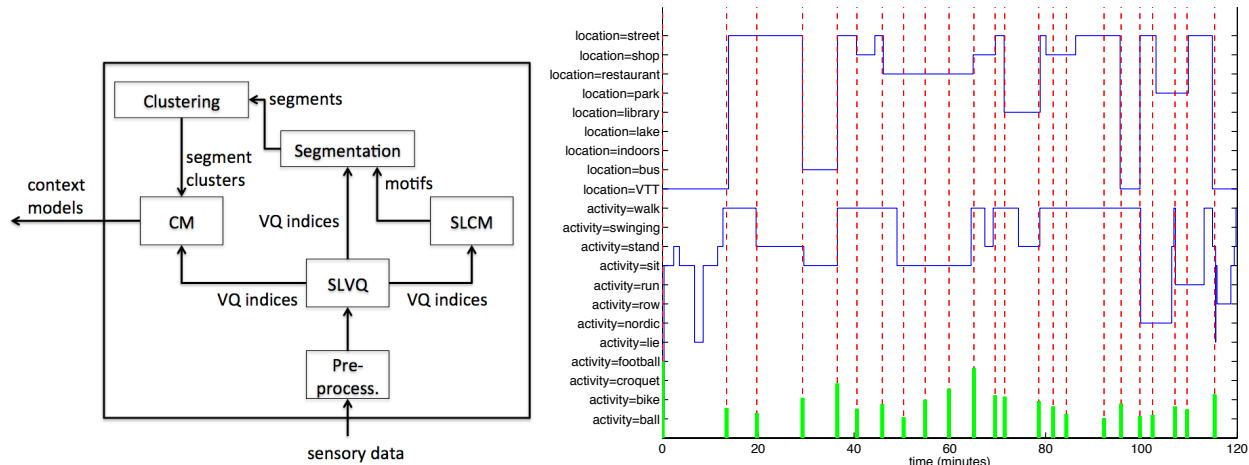 Clustering
segments
Segmentation
segment
clusters
motifs
context
models
CM
VQ indices
SLCM
SLVQ
VQ indices
VQ indices
Pre-
process.
sensory data
location=street
location=shop
location=restaurant
location=park
location=library
location=lake
location=indoors
location=bus
location=VTT
activity=walk
activity=swinging
activity=stand
activity=sit
activity=run
activity=row
activity=nordic
activity=lie
activity=football
activity=croquet
activity=bike
activity=ball
0 20 40 60 80 100 120
time (minutes)